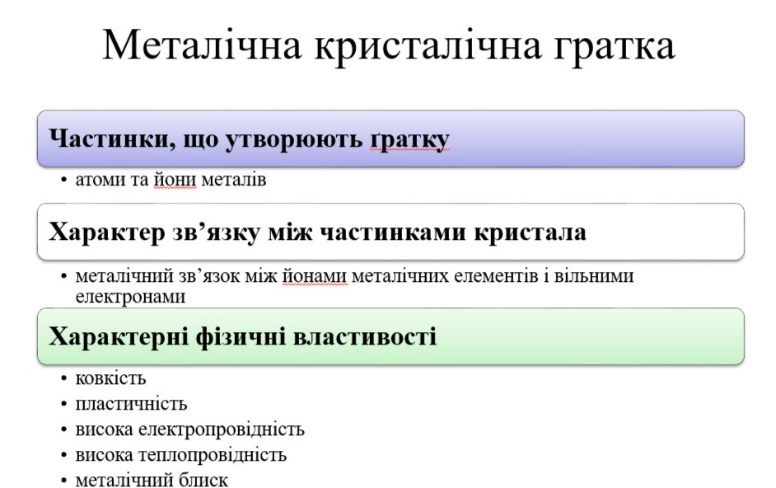 Металічна кристалічна гратка
Частинки, що утворюють ґратку
• атоми та йони металів
Характер зв’язку між частинками кристала
• металічний зв’язок між йонами металічних елементів і вільними
електронами
Характерні фізичні властивості
• ковкість
• пластичність
• висока електропровідність
• висока теплопровідність
• металічний блиск